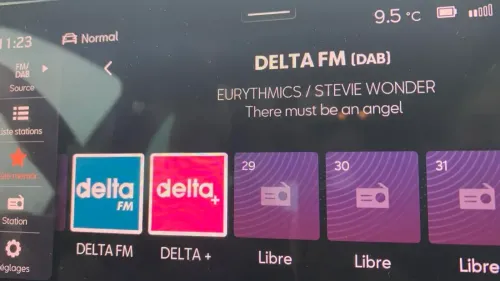 11:23
Normal
9.5 °C
FM/
DAB
Source
DELTA FM (DAB)
EURYTHMICS / STEVIE WONDER
There must be an angel
Liste stations
Station
Réglages
delta
FM
DELTA FM
delta+
DELTA +
29
Libre
30
Libre
31
Libre